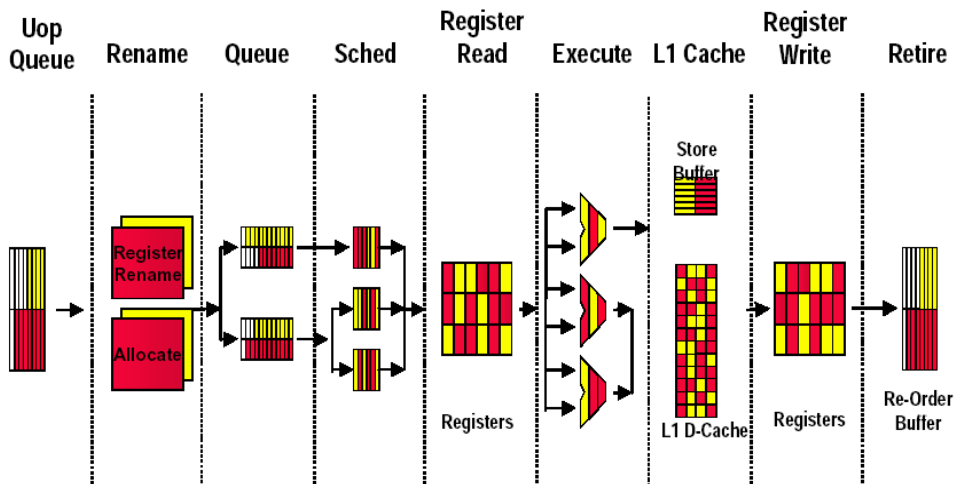 Uop
Queue
Rename
Queue
Sched
Register
Read
Execute
L1 Cache
Register
Write
Retire
Store
Buffer
Register
Rename
Allocate
Registers
L1 D-Cache
Registers
Re-Order
Buffer